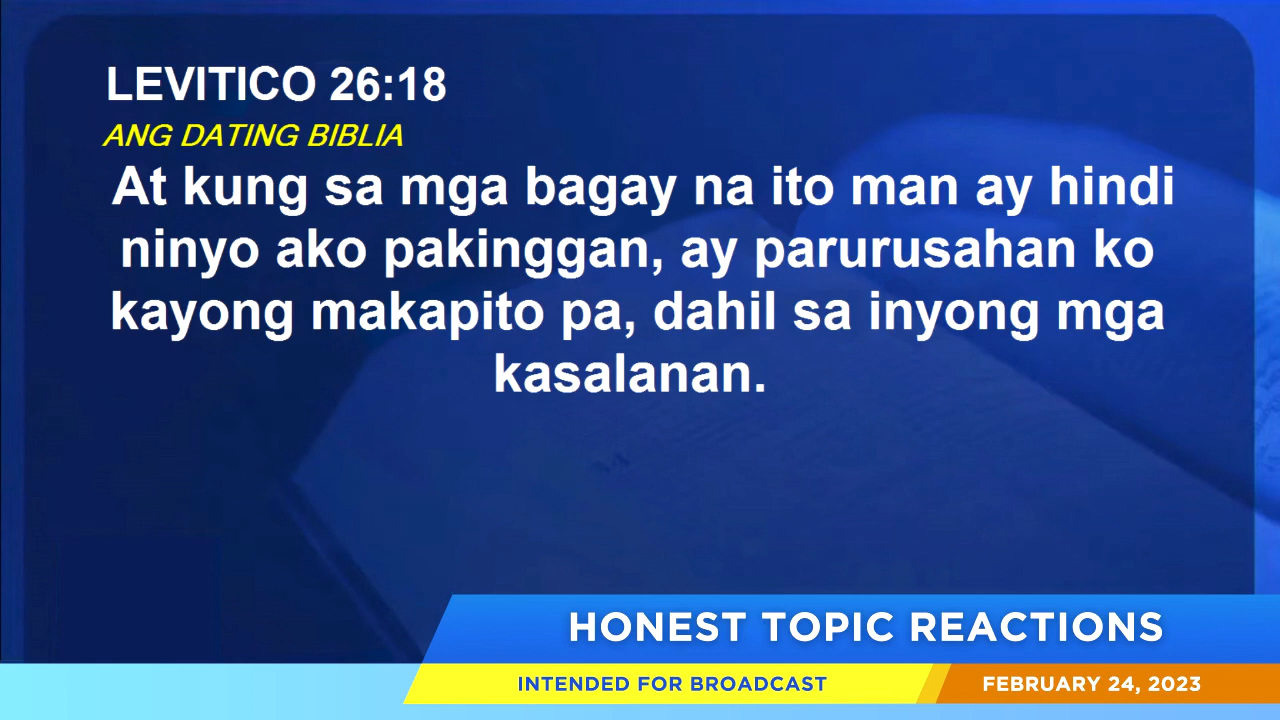 LEVITICO 26:18
ANG DATING BIBLIA
At kung sa mga bagay na ito man ay hindi
ninyo ako pakinggan, ay parurusahan ko
kayong makapito pa, dahil sa inyong mga
kasalanan.
HONEST TOPIC REACTIONS
INTENDED FOR BROADCAST
FEBRUARY 24, 2023